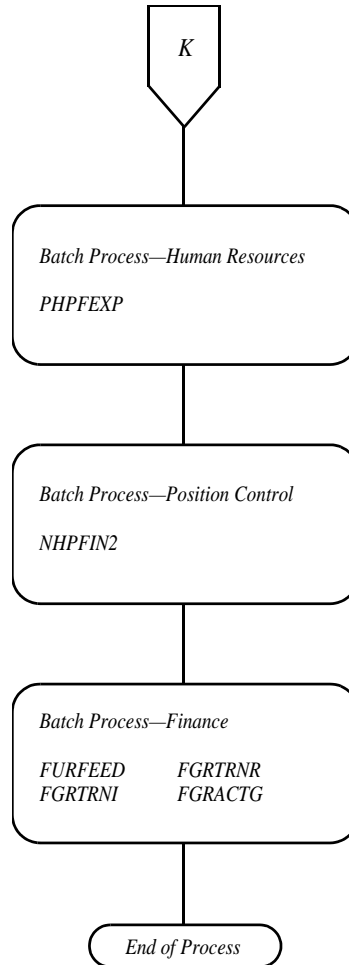 K
Batch Process—Human Resources
PHPFEXP
Batch Process—Position Control
NHPFIN2
Batch Process—Finance
FURFEED FGRTRNR
FGRTRNI FGRACTG
End of Process